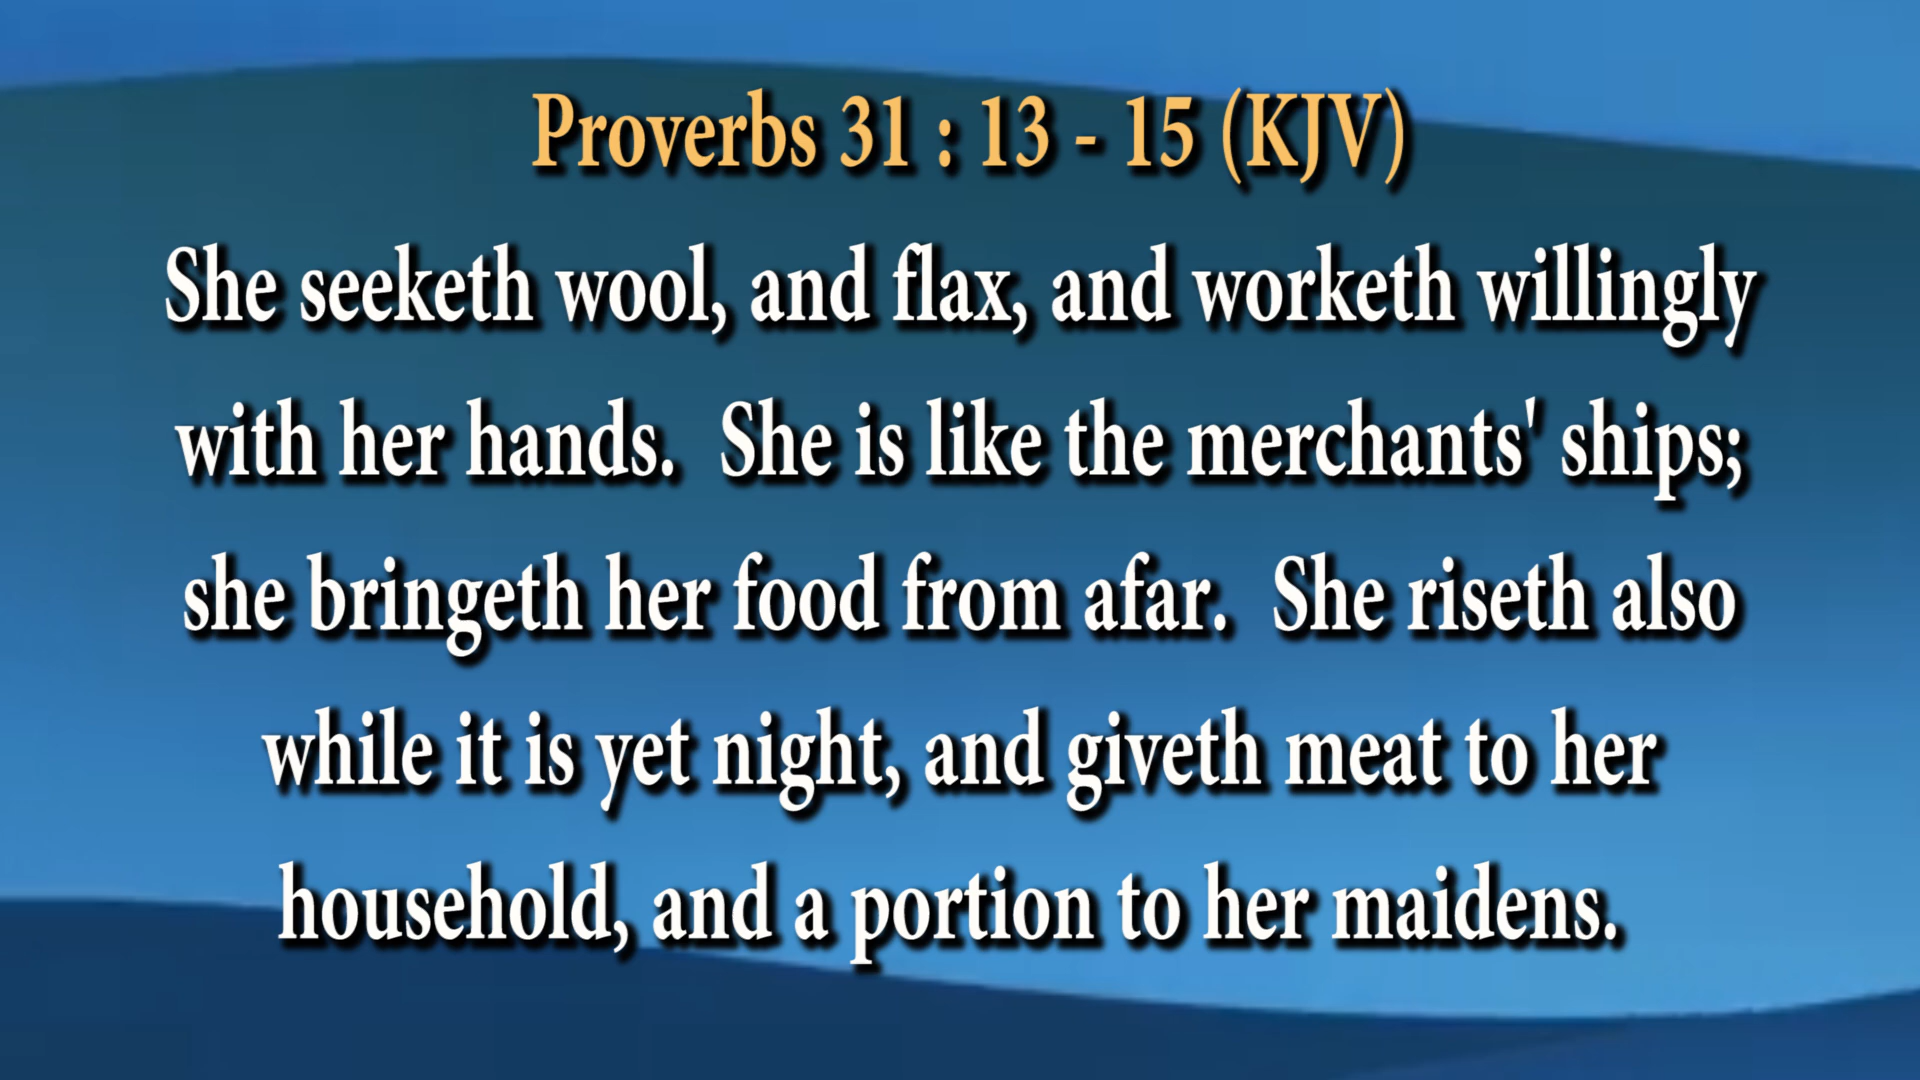 Proverbs 31 : 13 - 15 (KJV)
She seeketh wool, and flax, and worketh willingly
with her hands.  She is like the merchants' ships;
she bringeth her food from afar.  She riseth also
while it is yet night, and giveth meat to her
household, and a portion to her maidens.